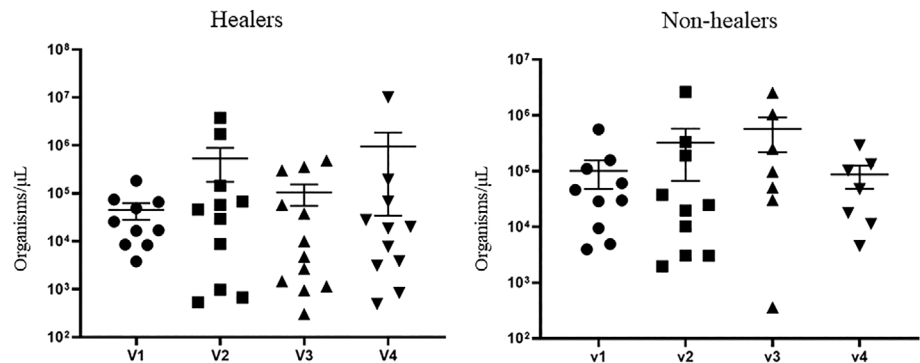 Healers
Organisms/μL
10⁸
10⁷
10⁶
10⁵
10⁴
10³
10²
V1 V2 V3 V4
Non-healers
Organisms/μL
10⁷
10⁶
10⁵
10⁴
10³
10²
v1 v2 v3 v4